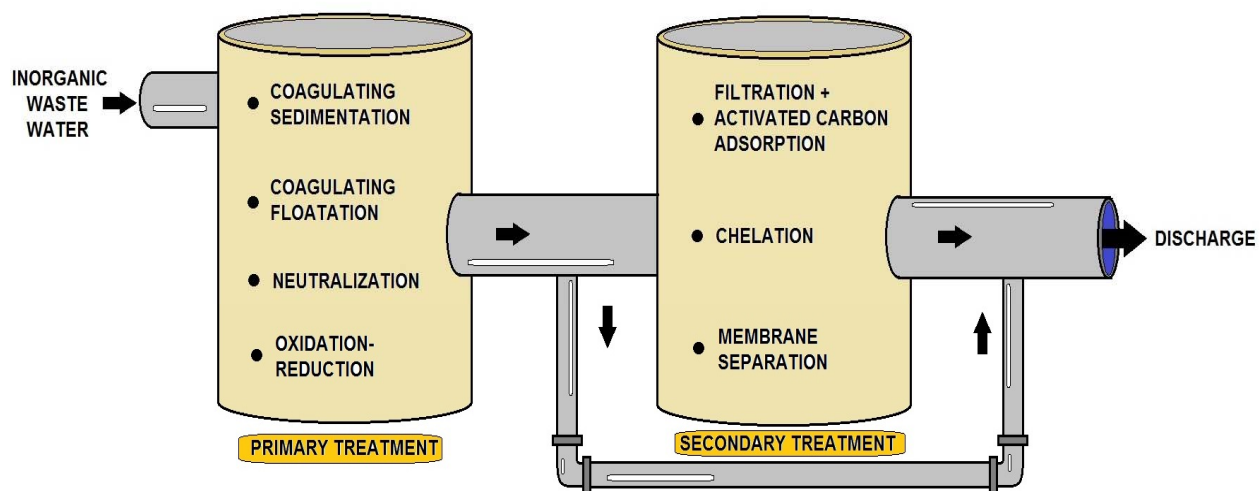 INORGANIC
WASTE
WATER
COAGULATING
SEDIMENTATION
COAGULATING
FLOATATION
NEUTRALIZATION
OXIDATION-
REDUCTION
PRIMARY TREATMENT
FILTRATION +
ACTIVATED CARBON
ADSORPTION
CHELATION
MEMBRANE
SEPARATION
SECONDARY TREATMENT
DISCHARGE